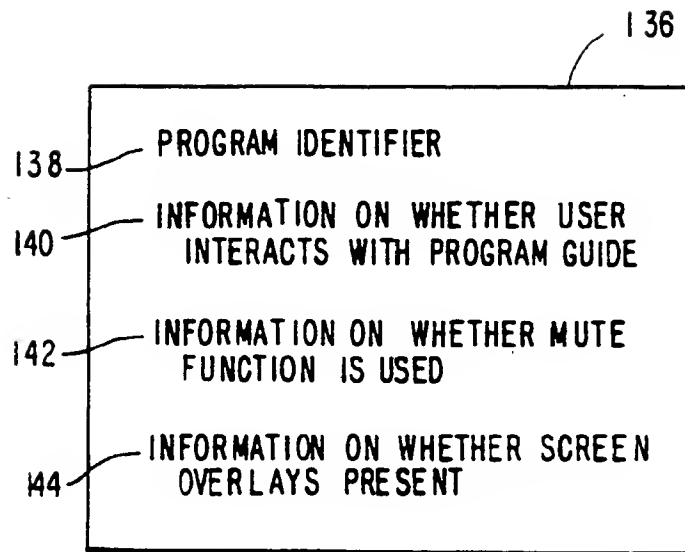 136
138 PROGRAM IDENTIFIER
140 INFORMATION ON WHETHER USER
INTERACTS WITH PROGRAM GUIDE
142 INFORMATION ON WHETHER MUTE
FUNCTION IS USED
144 INFORMATION ON WHETHER SCREEN
OVERLAYS PRESENT